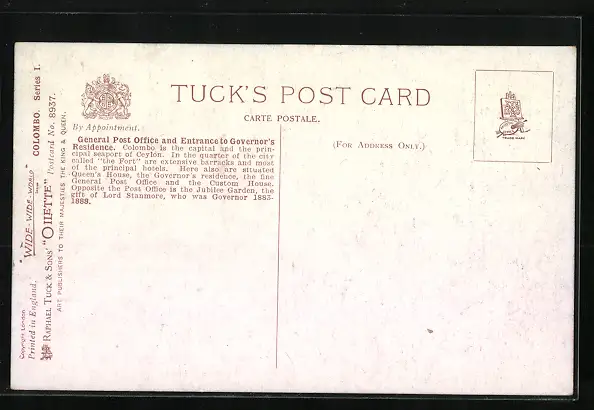 TUCK'S POST CARD
CARTE POSTALE.
By Appointment.
(FOR ADDRESS ONLY.)
General Post Office and Entrance to Governor's
Residence. Colombo is the capital and the prin-
cipal seaport of Ceylon. In the quarter of the city
called "the Fort" are extensive barracks and most
of the principal hotels. Here also are situated
Queen's House, the Governor's residence, the fine
General Post Office and the Custom House.
Opposite the Post Office is the Jubilee Garden, the
gift of Lord Stanmore, who was Governor 1883-
1888.
Copyright London
Printed in England.
"WIDE-WIDE-WORLD"
COLOMBO. Series I.
RAPHAEL TUCK & SONS' "OILETTE" Postcard No. 8937.
ART PUBLISHERS TO THEIR MAJESTIES THE KING & QUEEN.
TRADE MARK